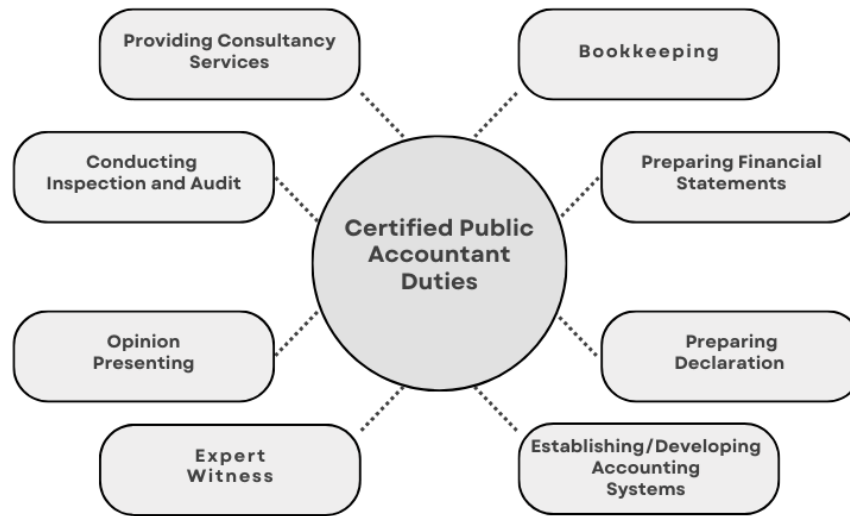 Providing Consultancy
Services
Bookkeeping
Conducting
Inspection and Audit
Preparing Financial
Statements
Certified Public
Accountant
Duties
Opinion
Presenting
Preparing
Declaration
Expert
Witness
Establishing/Developing
Accounting
Systems